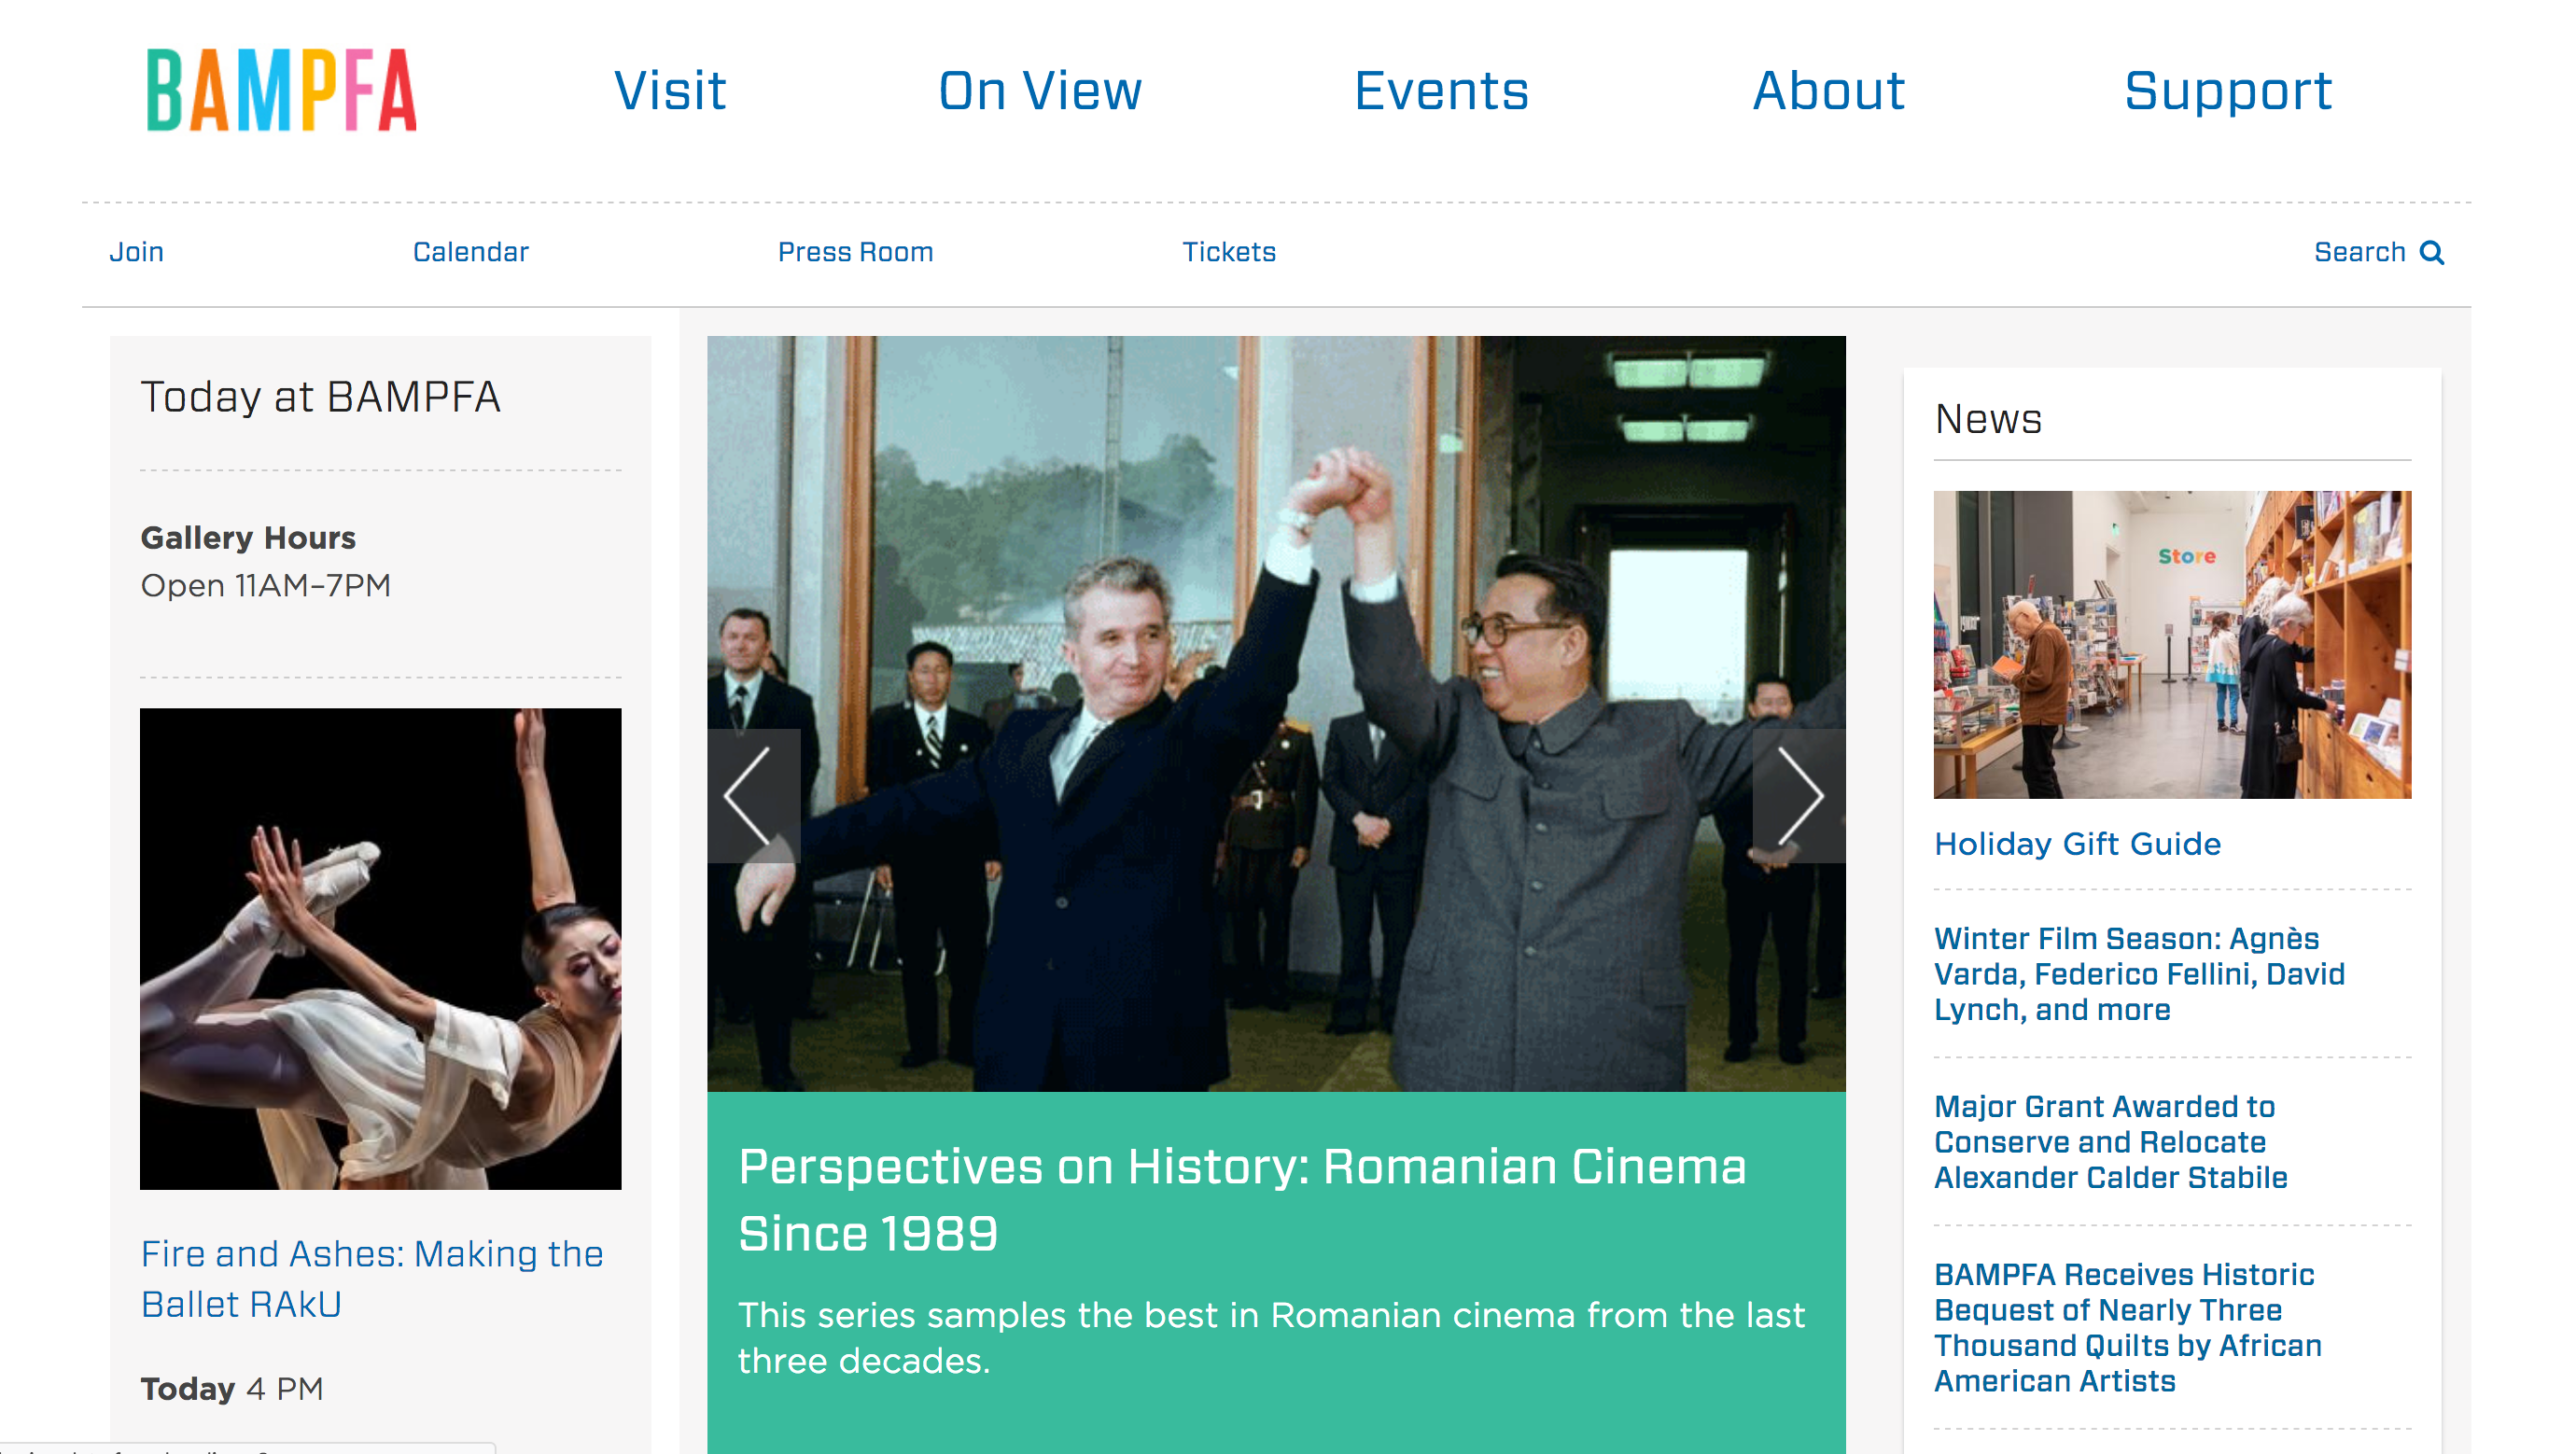 BAMPFA
Visit
On View
Events
About
Support
Join
Calendar
Press Room
Tickets
Search
Today at BAMPFA
Gallery Hours
Open 11AM–7PM
Fire and Ashes: Making the
Ballet RAkU
Today 4 PM
Perspectives on History: Romanian Cinema
Since 1989
This series samples the best in Romanian cinema from the last
three decades.
News
Store
Holiday Gift Guide
Winter Film Season: Agnès
Varda, Federico Fellini, David
Lynch, and more
Major Grant Awarded to
Conserve and Relocate
Alexander Calder Stabile
BAMPFA Receives Historic
Bequest of Nearly Three
Thousand Quilts by African
American Artists